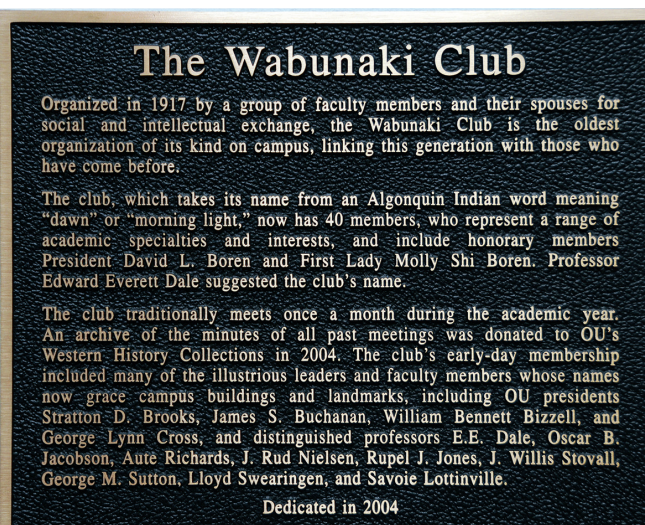 The Wabunaki Club
Organized in 1917 by a group of faculty members and their spouses for
social and intellectual exchange, the Wabunaki Club is the oldest
organization of its kind on campus, linking this generation with those who
have come before.
The club, which takes its name from an Algonquin Indian word meaning
“dawn” or “morning light,” now has 40 members, who represent a range of
academic specialties and interests, and include honorary members
President David L. Boren and First Lady Molly Shi Boren. Professor
Edward Everett Dale suggested the club’s name.
The club traditionally meets once a month during the academic year.
An archive of the minutes of all past meetings was donated to OU’s
Western History Collections in 2004. The club’s early-day membership
included many of the illustrious leaders and faculty members whose names
now grace campus buildings and landmarks, including OU presidents
Stratton D. Brooks, James S. Buchanan, William Bennett Bizzell, and
George Lynn Cross, and distinguished professors E.E. Dale, Oscar B.
Jacobson, Aute Richards, J. Rud Nielsen, Rupel J. Jones, J. Willis Stovall,
George M. Sutton, Lloyd Swearingen, and Savoie Lottinville.
Dedicated in 2004